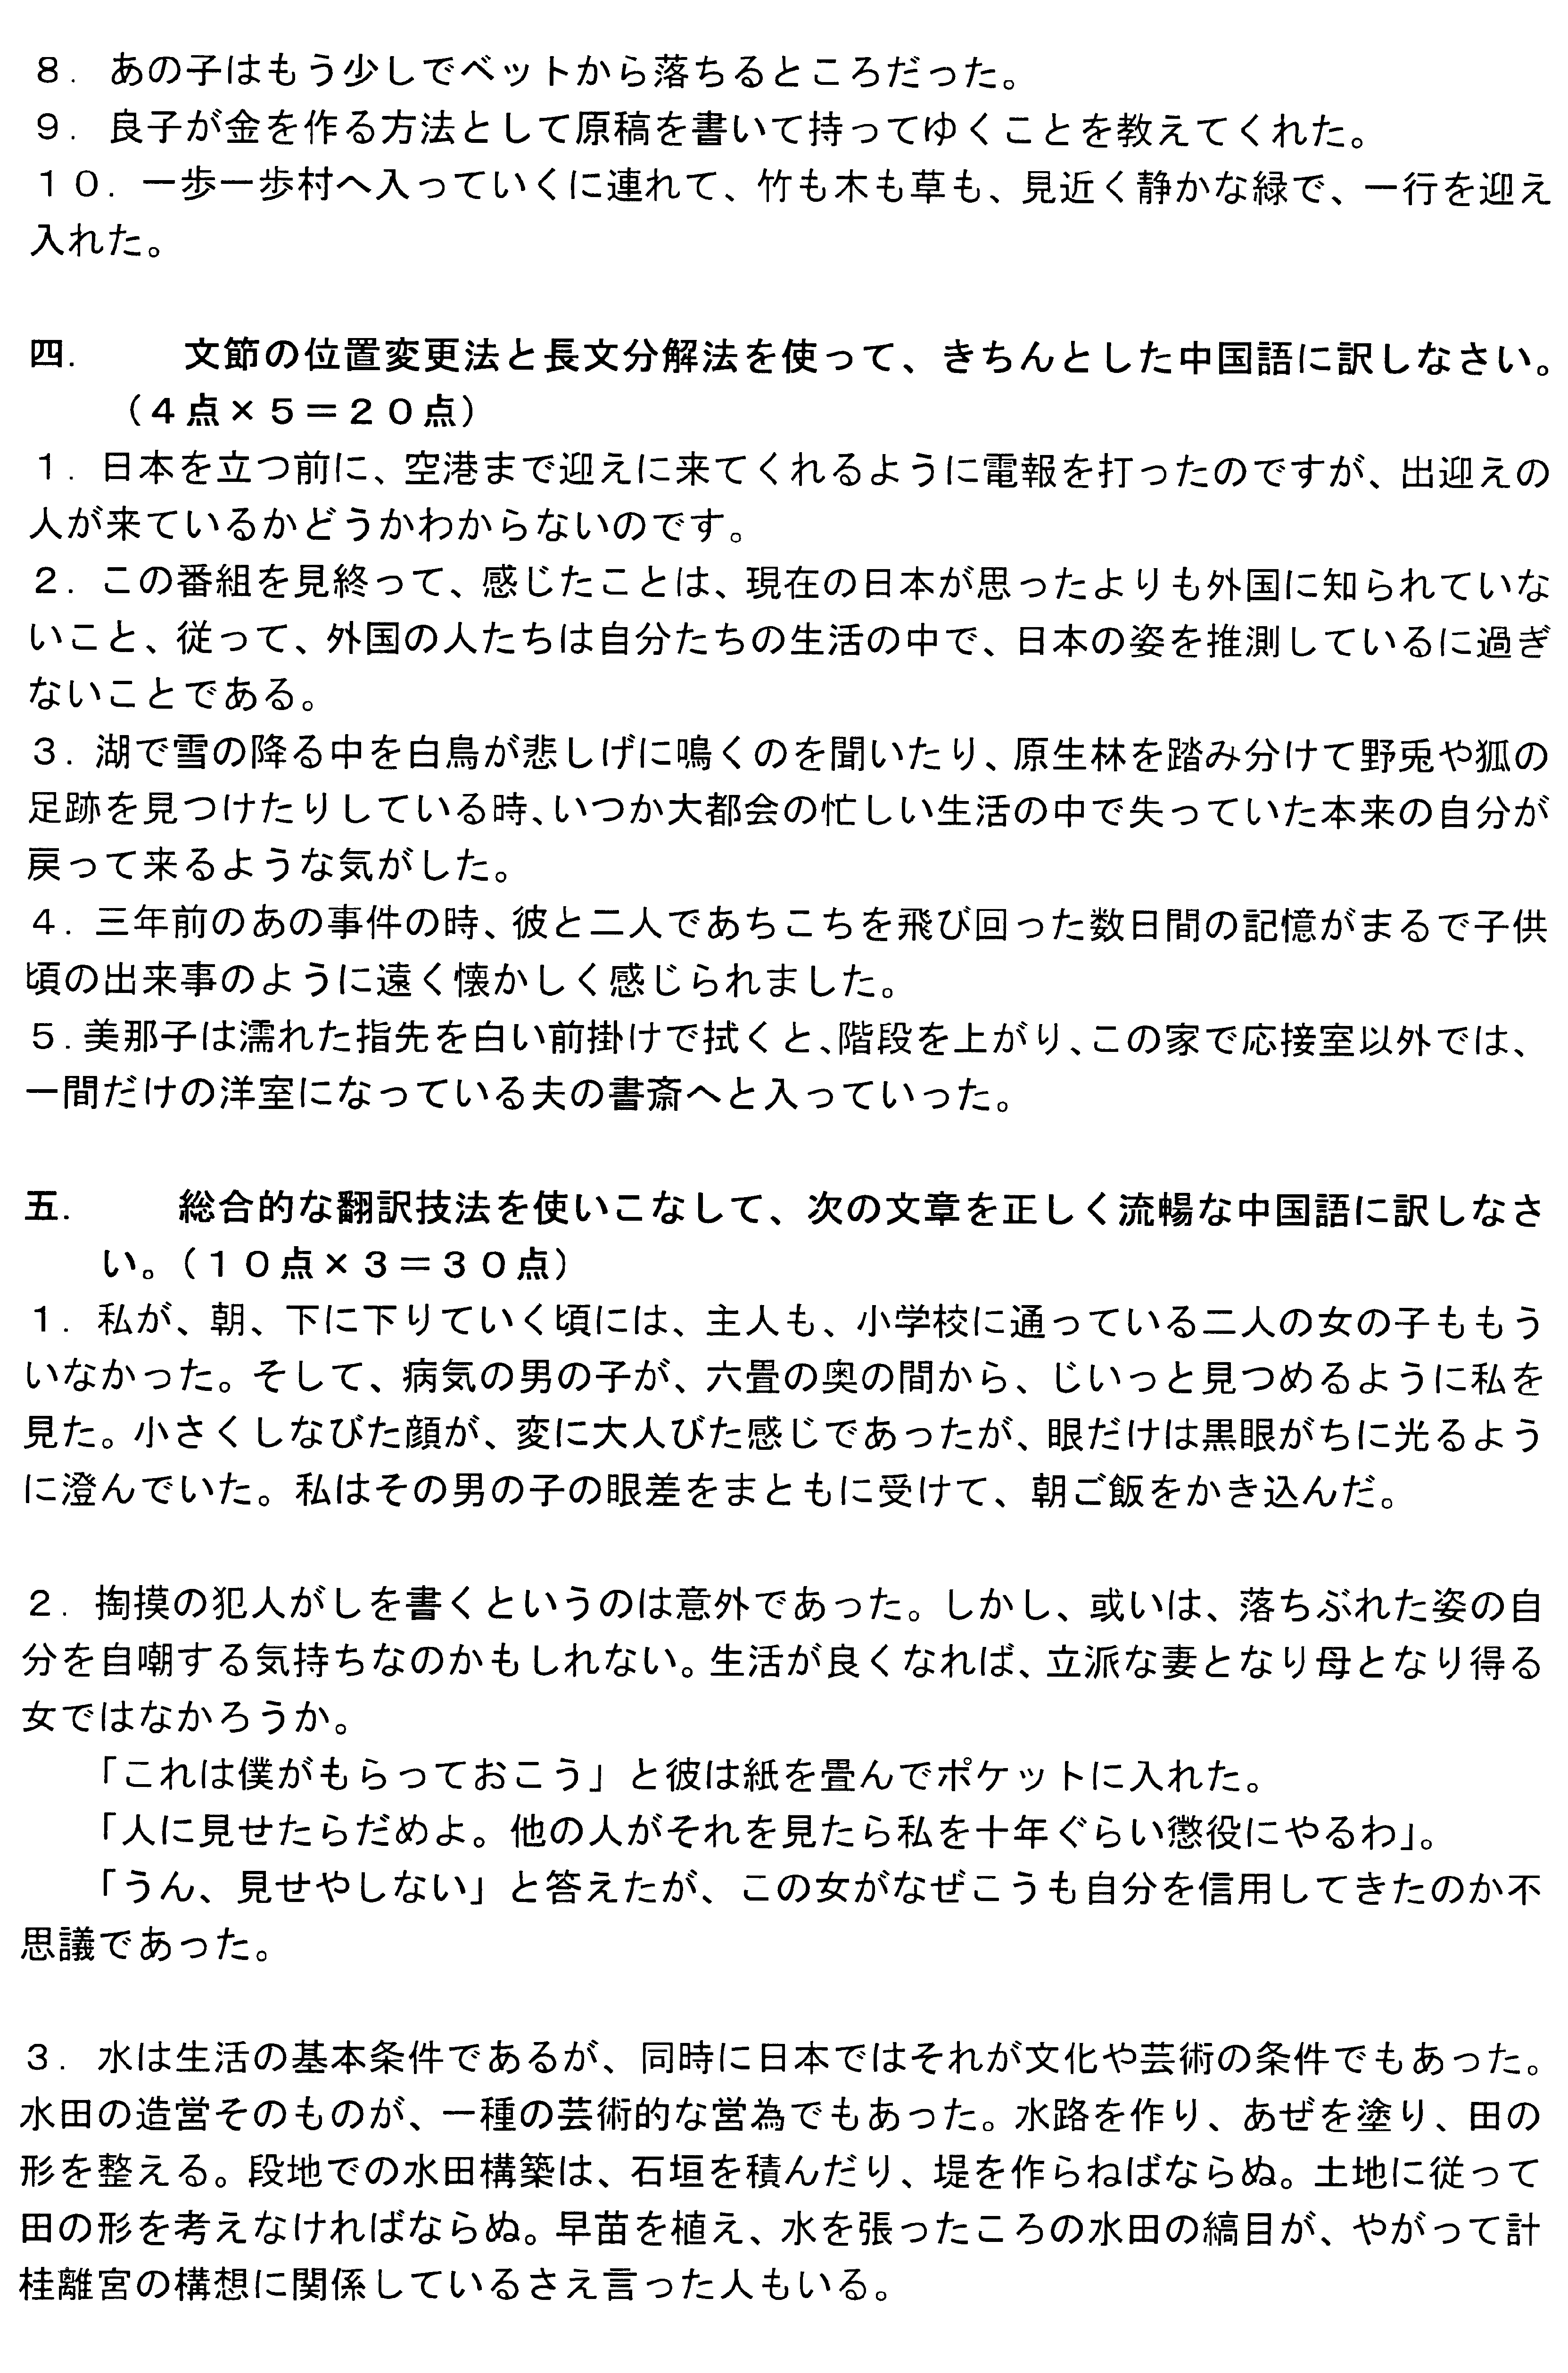 ８．あの子はもう少しでベットから落ちるところだった。
９．良子が金を作る方法として原稿を書いて持ってゆくことを教えてくれた。
１０．一歩一歩村へ入っていくに連れて、竹も木も草も、見近く静かな緑で、一行を迎え
入れた。
四．　　文節の位置変更法と長文分解法を使って、きちんとした中国語に訳しなさい。
（４点×５＝２０点）
１．日本を立つ前に、空港まで迎えに来てくれるように電報を打ったのですが、出迎えの
人が来ているかどうかわからないのです。
２．この番組を見終って、感じたことは、現在の日本が思ったよりも外国に知られていな
いこと、従って、外国の人たちは自分たちの生活の中で、日本の姿を推測しているに過ぎ
ないことである。
３．湖で雪の降る中を白鳥が悲しげに鳴くのを聞いたり、原生林を踏み分けて野兎や狐の
足跡を見つけたりしている時、いつか大都会の忙しい生活の中で失っていた本来の自分が
戻って来るような気がした。
４．三年前のあの事件の時、彼と二人であちこちを飛び回った数日間の記憶がまるで子供
頃の出来事のように遠く懐かしく感じられました。
５．美那子は濡れた指先を白い前掛けで拭くと、階段を上がり、この家で応接室以外では、
一間だけの洋室になっている夫の書斎へと入っていった。
五．　　総合的な翻訳技法を使いこなして、次の文章を正しく流暢な中国語に訳しなさ
い。（１０点×３＝３０点）
１．私が、朝、下に下りていく頃には、主人も、小学校に通っている二人の女の子ももう
いなかった。そして、病気の男の子が、六畳の奥の間から、じいっと見つめるように私を
見た。小さくしなびた顔が、変に大人びた感じであったが、眼だけは黒眼がちに光るよう
に澄んでいた。私はその男の子の眼差をまともに受けて、朝ご飯をかき込んだ。
２．掏摸の犯人がしを書くというのは意外であった。しかし、或いは、落ちぶれた姿の自
分を自嘲する気持ちなのかもしれない。生活が良くなれば、立派な妻となり母となり得る
女ではなかろうか。
「これは僕がもらっておこう」と彼は紙を畳んでポケットに入れた。
「人に見せたらだめよ。他の人がそれを見たら私を十年ぐらい懲役にやるわ」。
「うん、見せやしない」と答えたが、この女がなぜこうも自分を信用してきたのか不
思議であった。
３．水は生活の基本条件であるが、同時に日本ではそれが文化や芸術の条件でもあった。
水田の造営そのものが、一種の芸術的な営為でもあった。水路を作り、あぜを塗り、田の
形を整える。段地での水田構築は、石垣を積んだり、堤を作らねばならぬ。土地に従って
田の形を考えなければならぬ。早苗を植え、水を張ったころの水田の縞目が、やがって計
桂離宮の構想に関係しているさえ言った人もいる。